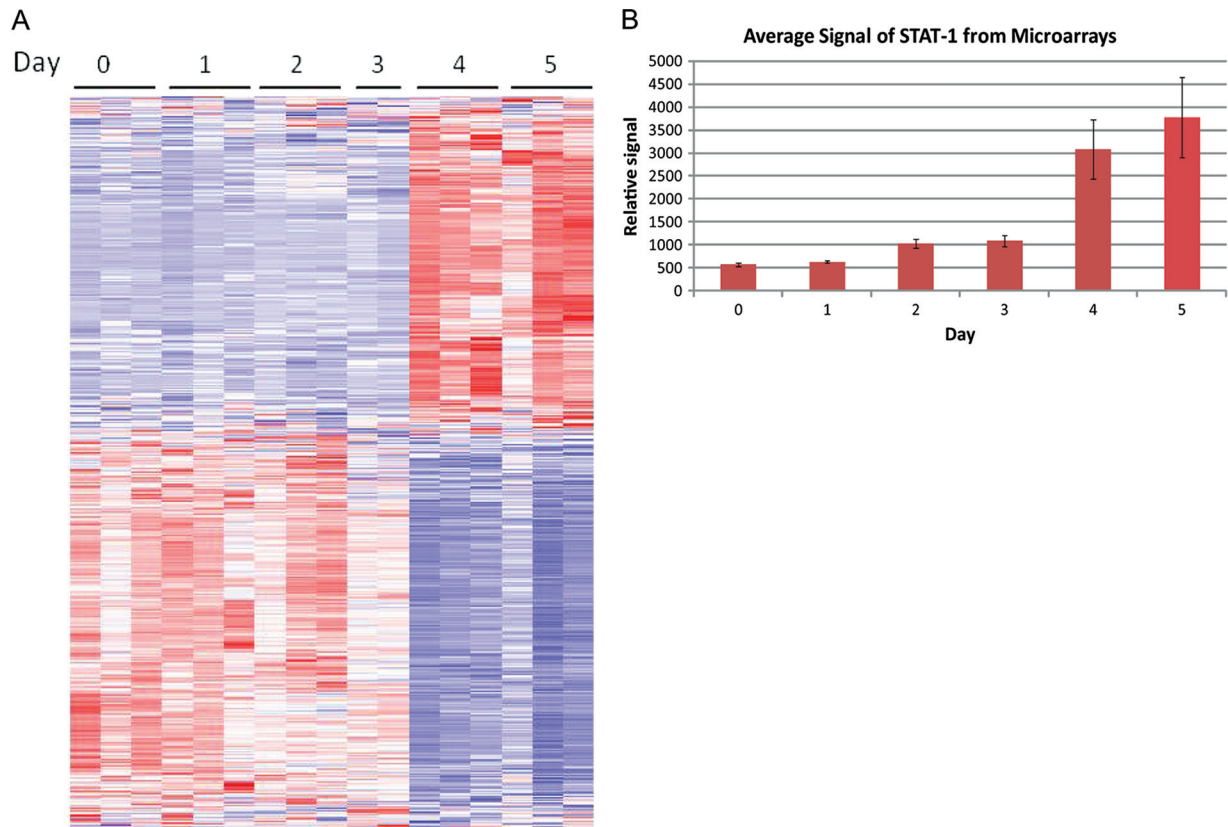 A
Day 0 1 2 3 4 5
B
Average Signal of STAT-1 from Microarrays
Relative signal
5000
4500
4000
3500
3000
2500
2000
1500
1000
500
0
0 1 2 3 4 5
Day